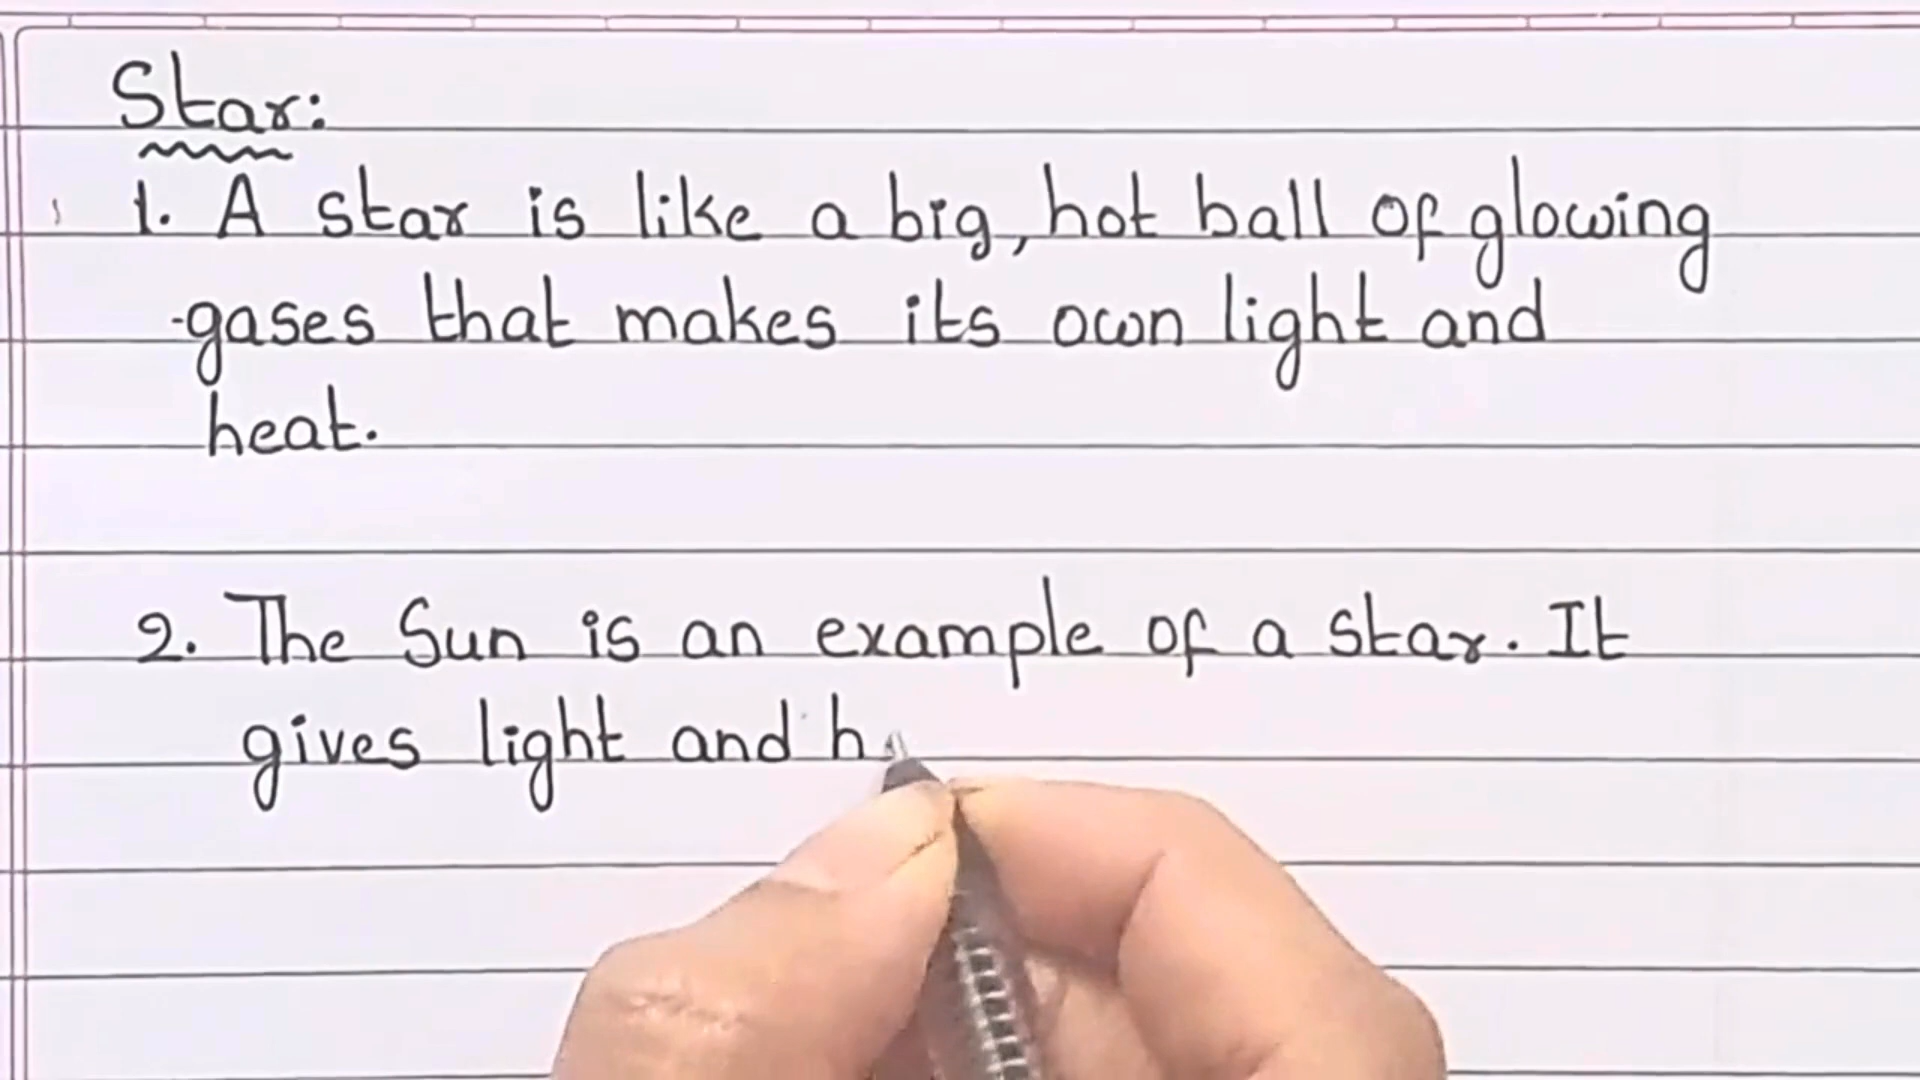 Star:
1. A star is like a big, hot ball of glowing
gases that makes its own light and
heat.
2. The Sun is an example of a star. It
gives light and h